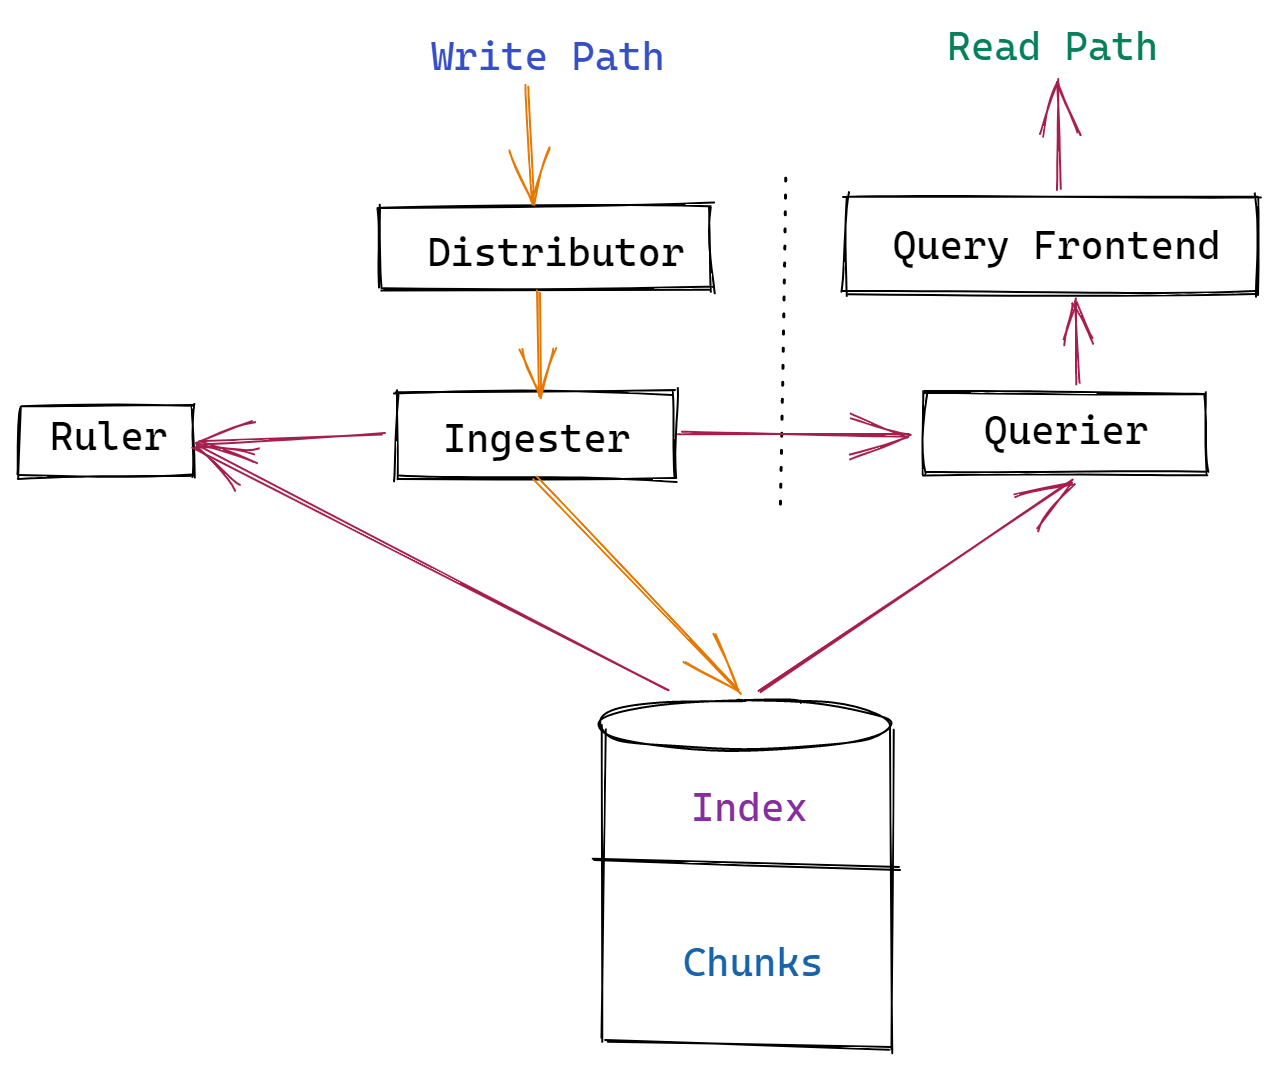 Write Path
Read Path
Distributor
Query Frontend
Ruler
Ingester
Querier
Index
Chunks